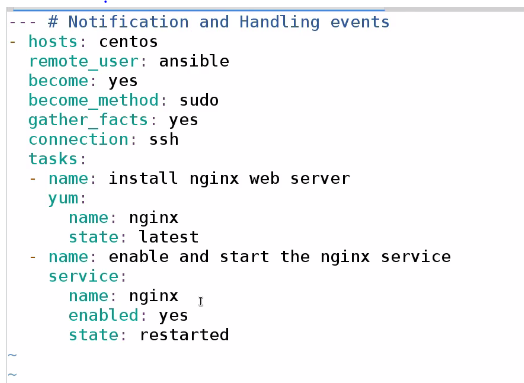 --- # Notification and Handling events
- hosts: centos
  remote_user: ansible
  become: yes
  become_method: sudo
  gather_facts: yes
  connection: ssh
  tasks:
  - name: install nginx web server
    yum:
      name: nginx
      state: latest
  - name: enable and start the nginx service
    service:
      name: nginx
      enabled: yes
      state: restarted
~
~